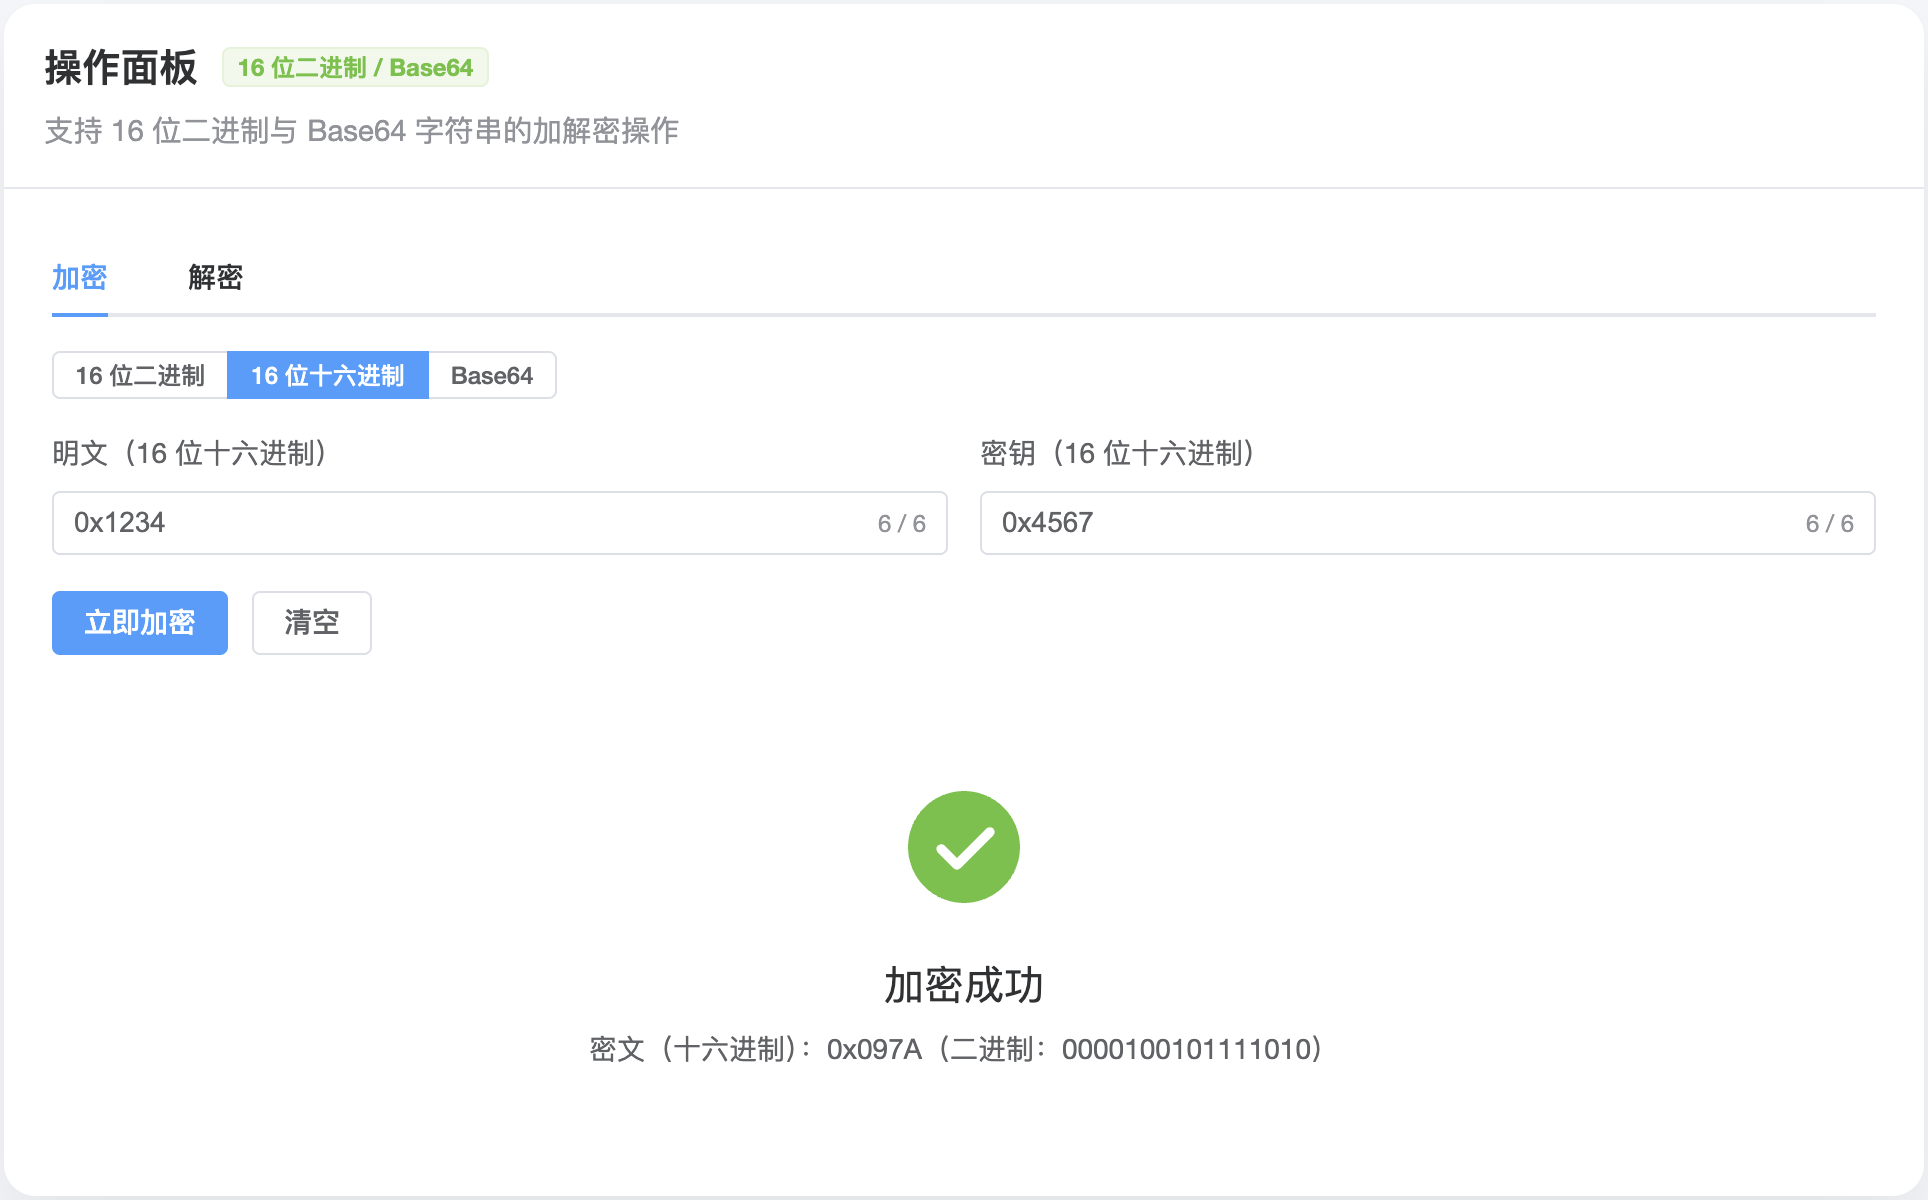 操作面板 16 位二进制 / Base64
支持 16 位二进制与 Base64 字符串的加解密操作
加密 解密
16 位二进制 16 位十六进制 Base64
明文（16 位十六进制） 密钥（16 位十六进制）
0x1234 6 / 6 0x4567 6 / 6
立即加密 清空
加密成功
密文（十六进制）：0x097A（二进制：0000100101111010）